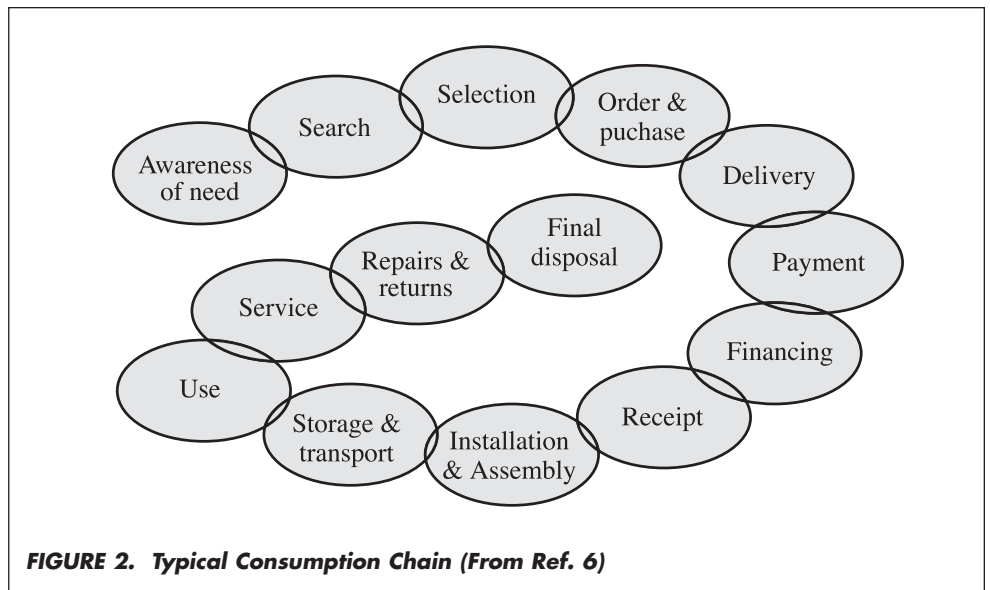 Awareness
of need
Search
Selection
Order &
puchase
Delivery
Payment
Financing
Receipt
Installation
& Assembly
Storage &
transport
Use
Service
Repairs &
returns
Final
disposal
FIGURE 2. Typical Consumption Chain (From Ref. 6)